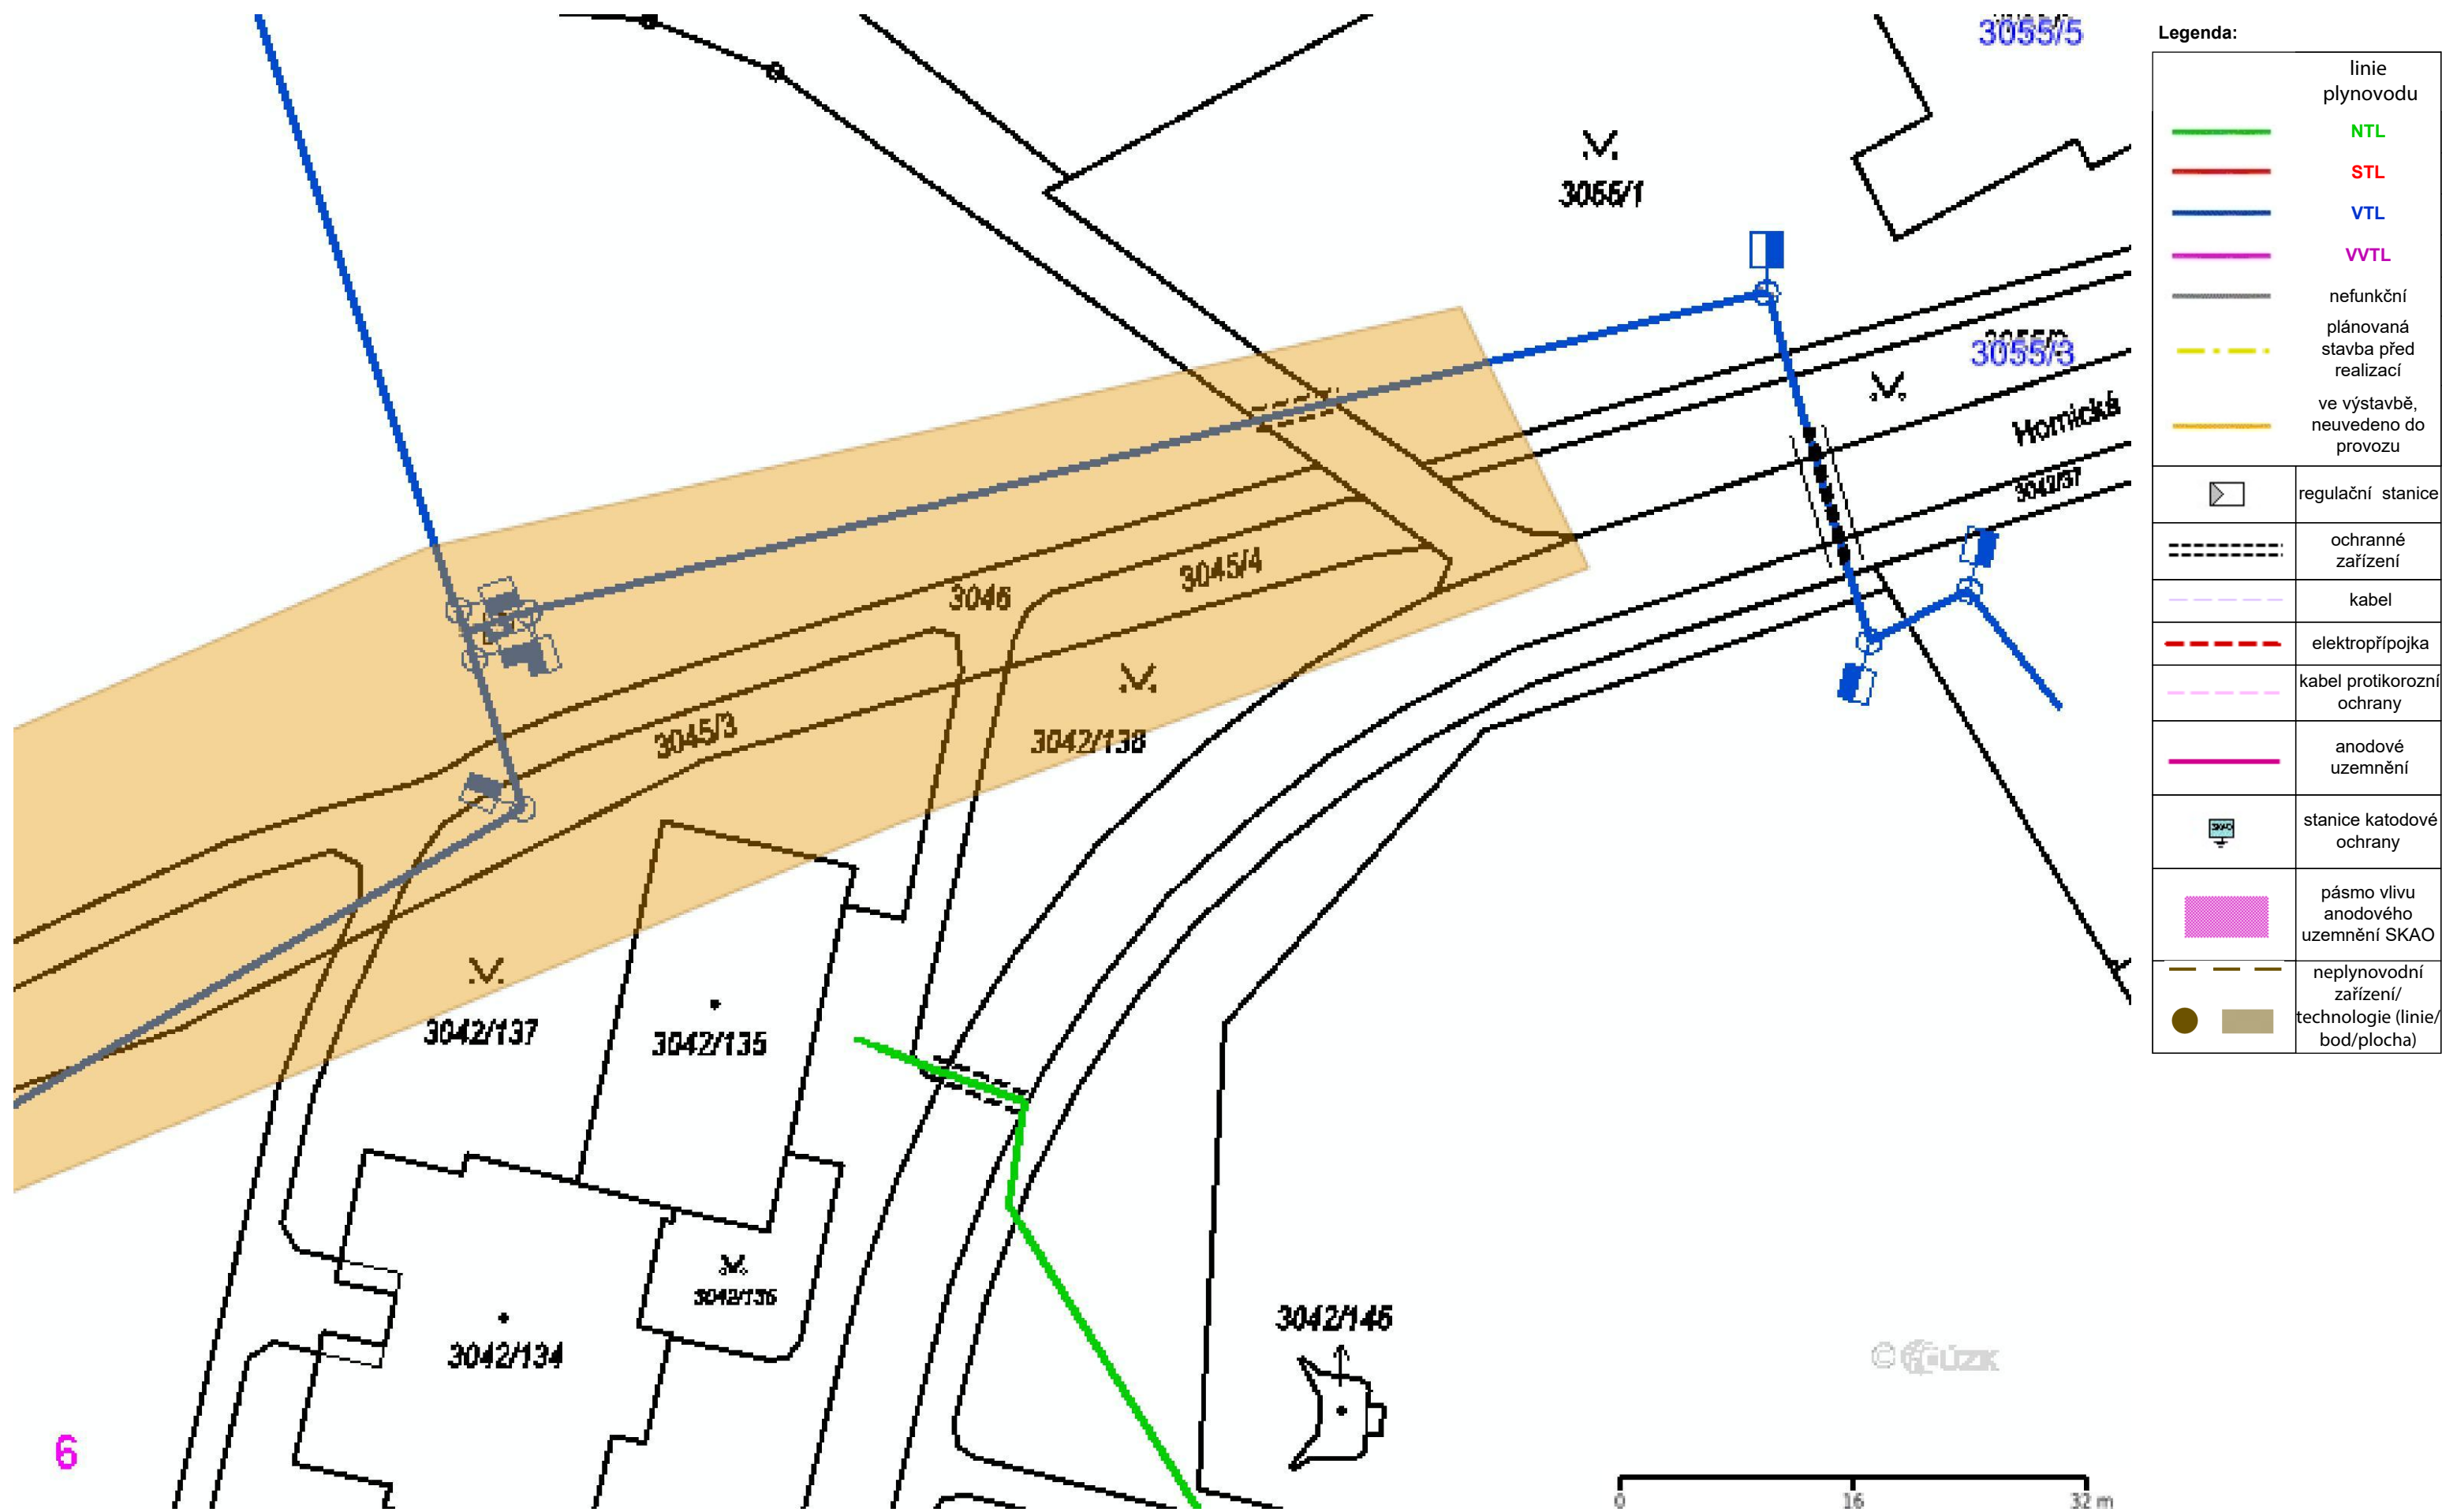 3055/5
3055/1
3055/3
Hornická
3042/37
3045/4
3046
3045/3
3042/138
3042/137
3042/135
3042/136
3042/134
3042/146
6
© ČÚZK
0 16 32 m
Legenda:
linie
plynovodu
NTL
STL
VTL
VVTL
nefunkční
plánovaná
stavba před
realizací
ve výstavbě,
neuvedeno do
provozu
regulační stanice
ochranné
zařízení
kabel
elektropřípojka
kabel protikorozní
ochrany
anodové
uzemnění
SKAO
stanice katodové
ochrany
pásmo vlivu
anodového
uzemnění SKAO
neplynovodní
zařízení/
technologie (linie/
bod/plocha)